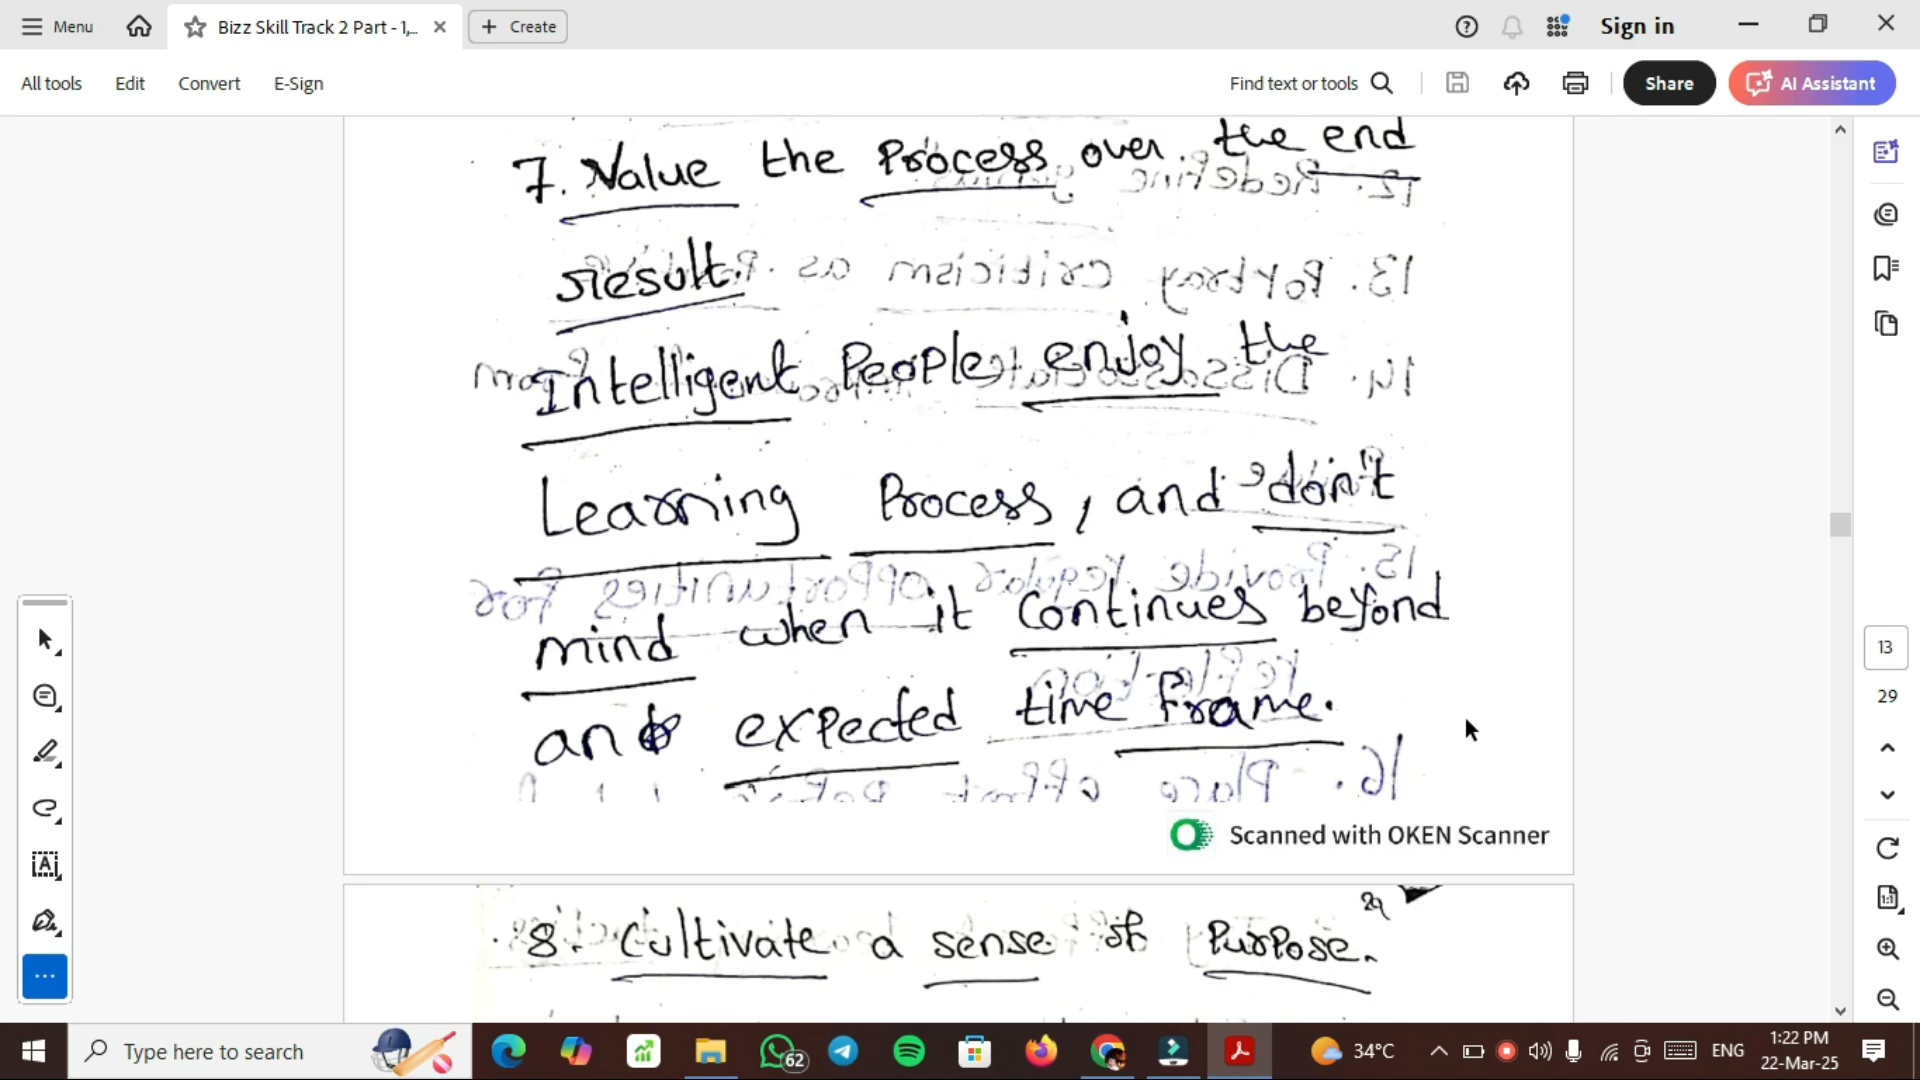 Menu
Bizz Skill Track 2 Part - 1,...
Create
Sign in
All tools
Edit
Convert
E-Sign
Find text or tools
Share
AI Assistant
7. Value the Process over the end
result.
Intelligent People enjoy the
Learning Process, and don't
mind when it continues beyond
an expected time frame.
Scanned with OKEN Scanner
29
8. Cultivate a sense of Purpose.
13
29
Type here to search
62
34°C
ENG
1:22 PM
22-Mar-25